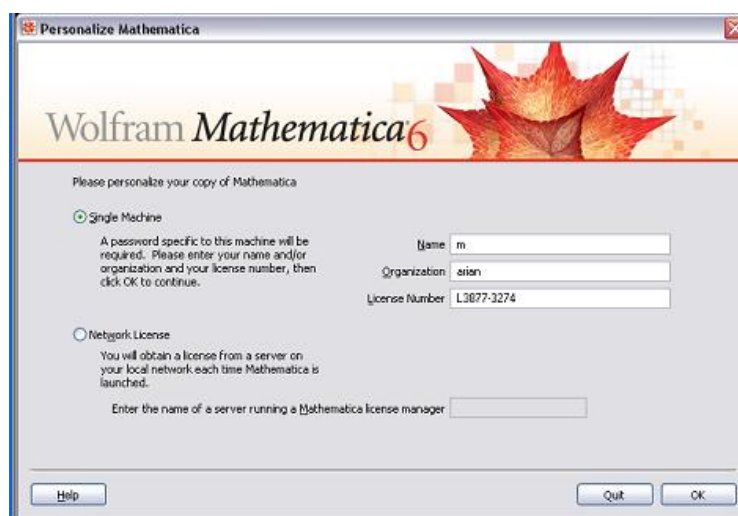 Personalize Mathematica
Wolfram Mathematica 6
Please personalize your copy of Mathematica
Single Machine
A password specific to this machine will be
required. Please enter your name and/or
organization and your license number, then
click OK to continue.
Name m
Organization arian
License Number L3877-3274
Network License
You will obtain a license from a server on
your local network each time Mathematica is
launched.
Enter the name of a server running a Mathematica license manager
Help Quit OK